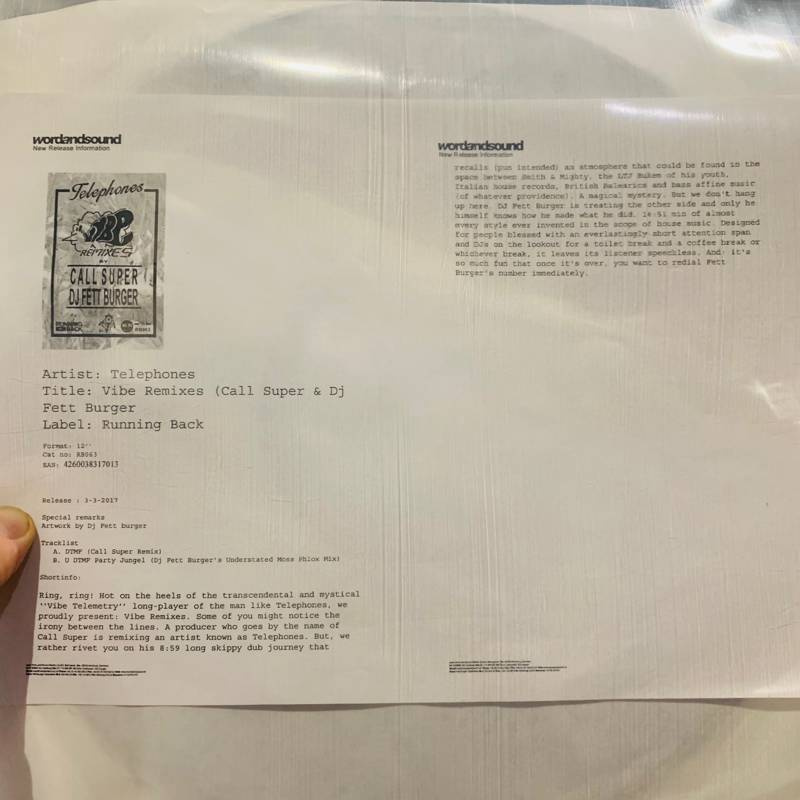 wordandsound
New Release Information
Telephones
REMIXES
BY
CALL SUPER
DJ FETT BURGER
RUNNING
BACK
Artist: Telephones
Title: Vibe Remixes (Call Super & Dj
Fett Burger
Label: Running Back
Format: 12''
Cat no: RB063
EAN: 4260038317013
Release : 3-3-2017
Special remarks
Artwork by Dj Fett burger
Tracklist
A. DTMF (Call Super Remix)
B. U DTMF Party Jungel (Dj Fett Burger's Understated Moss Phlox Mix)
Shortinfo:
Ring, ring! Hot on the heels of the transcendental and mystical
''Vibe Telemetry'' long-player of the man like Telephones, we
proudly present: Vibe Remixes. Some of you might notice the
irony between the lines. A producer who goes by the name of
Call Super is remixing an artist known as Telephones. But, we
rather rivet you on his 8:59 long skippy dub journey that
wordandsound
New Release Information
recalls (pun intended) an atmosphere that could be found in the
space between Smith & Mighty, the LTJ Bukem of his youth,
Italian house records, British Balearics and bass affine music
(of whatever providence). A magical mystery. But we don't hang
up here. DJ Fett Burger is treating the other side and only he
himself knows how he made what he did. 14:51 min of almost
every style ever invented in the scope of house music. Designed
for people blessed with an everlastingly short attention span
and DJs on the lookout for a toilet break and a coffee break or
whichever break, it leaves its listener speechless. And: it's
so much fun that once it's over, you want to redial Fett
Burger's number immediately.